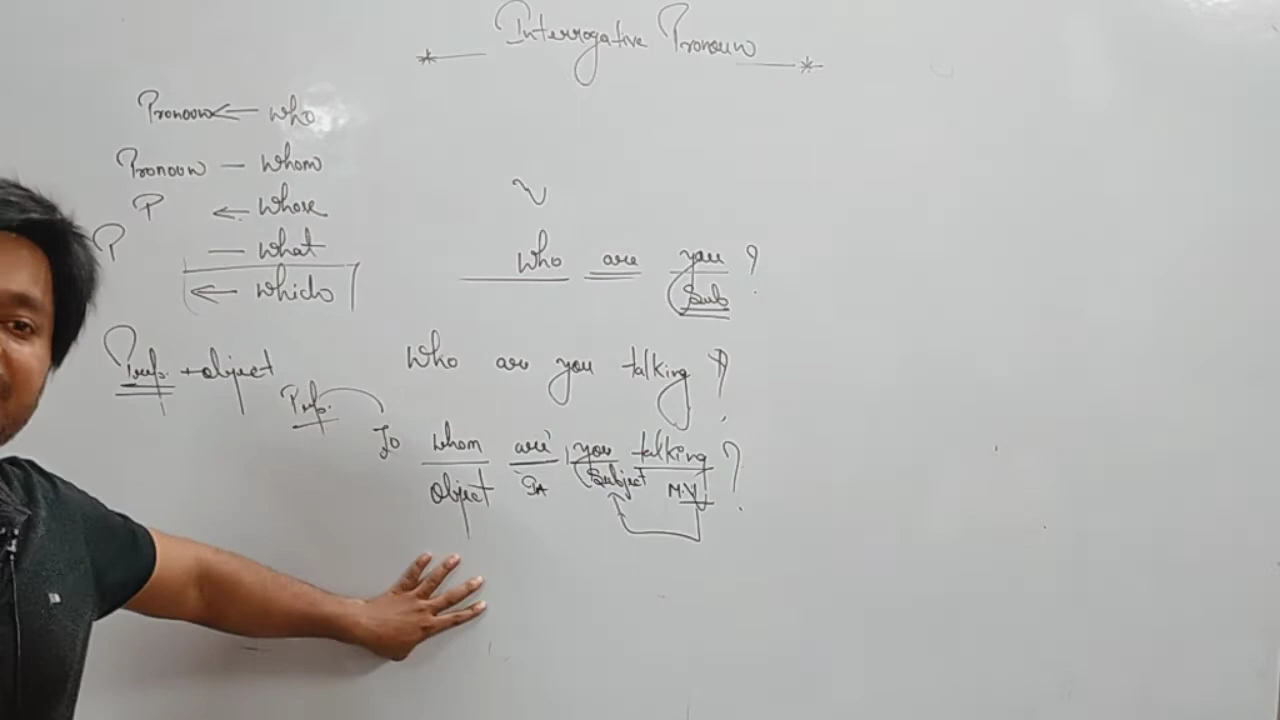 Interrogative Pronoun
Pronoun ← who
Pronoun — whom
P ← whose
P — what
← which
V
Who are you ?
Sub
Prep. + object
Who are you talking ?
Prep.
To whom are you talking ?
object Subject M.V